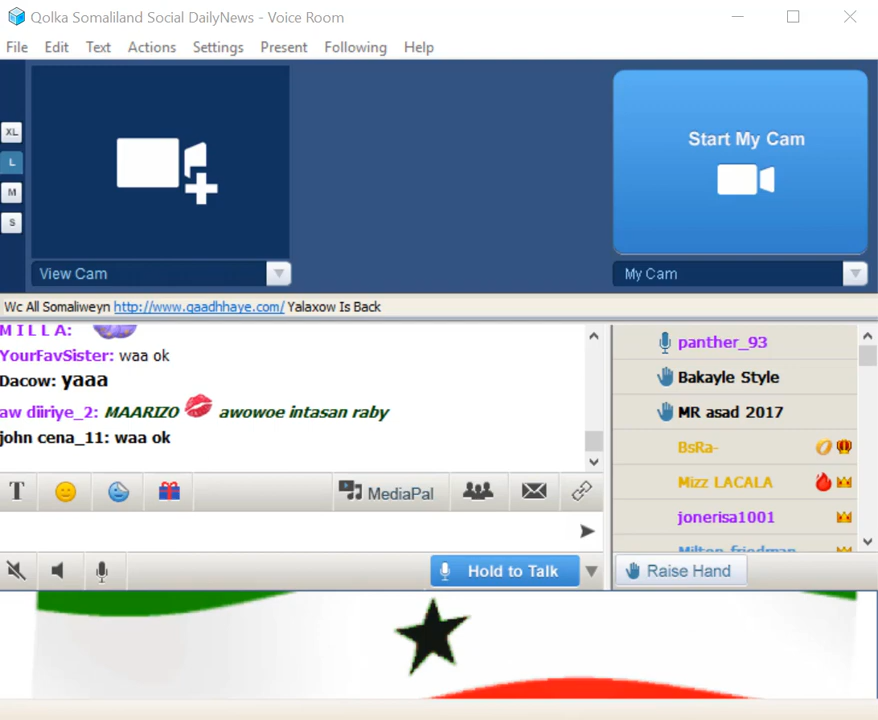 Qolka Somaliland Social DailyNews - Voice Room
File Edit Text Actions Settings Present Following Help
XL
L
M
S
Start My Cam
View Cam
My Cam
Wc All Somaliweyn http://www.qaadhhaye.com/ Yalaxow Is Back
M I L L A:
YourFavSister: waa ok
Dacow: yaaa
aw diiriye_2: MAARIZO awowoe intasan raby
john cena_11: waa ok
panther_93
Bakayle Style
MR asad 2017
BsRa-
Mizz LACALA
jonerisa1001
Milton friedman
T
MediaPal
Hold to Talk
Raise Hand